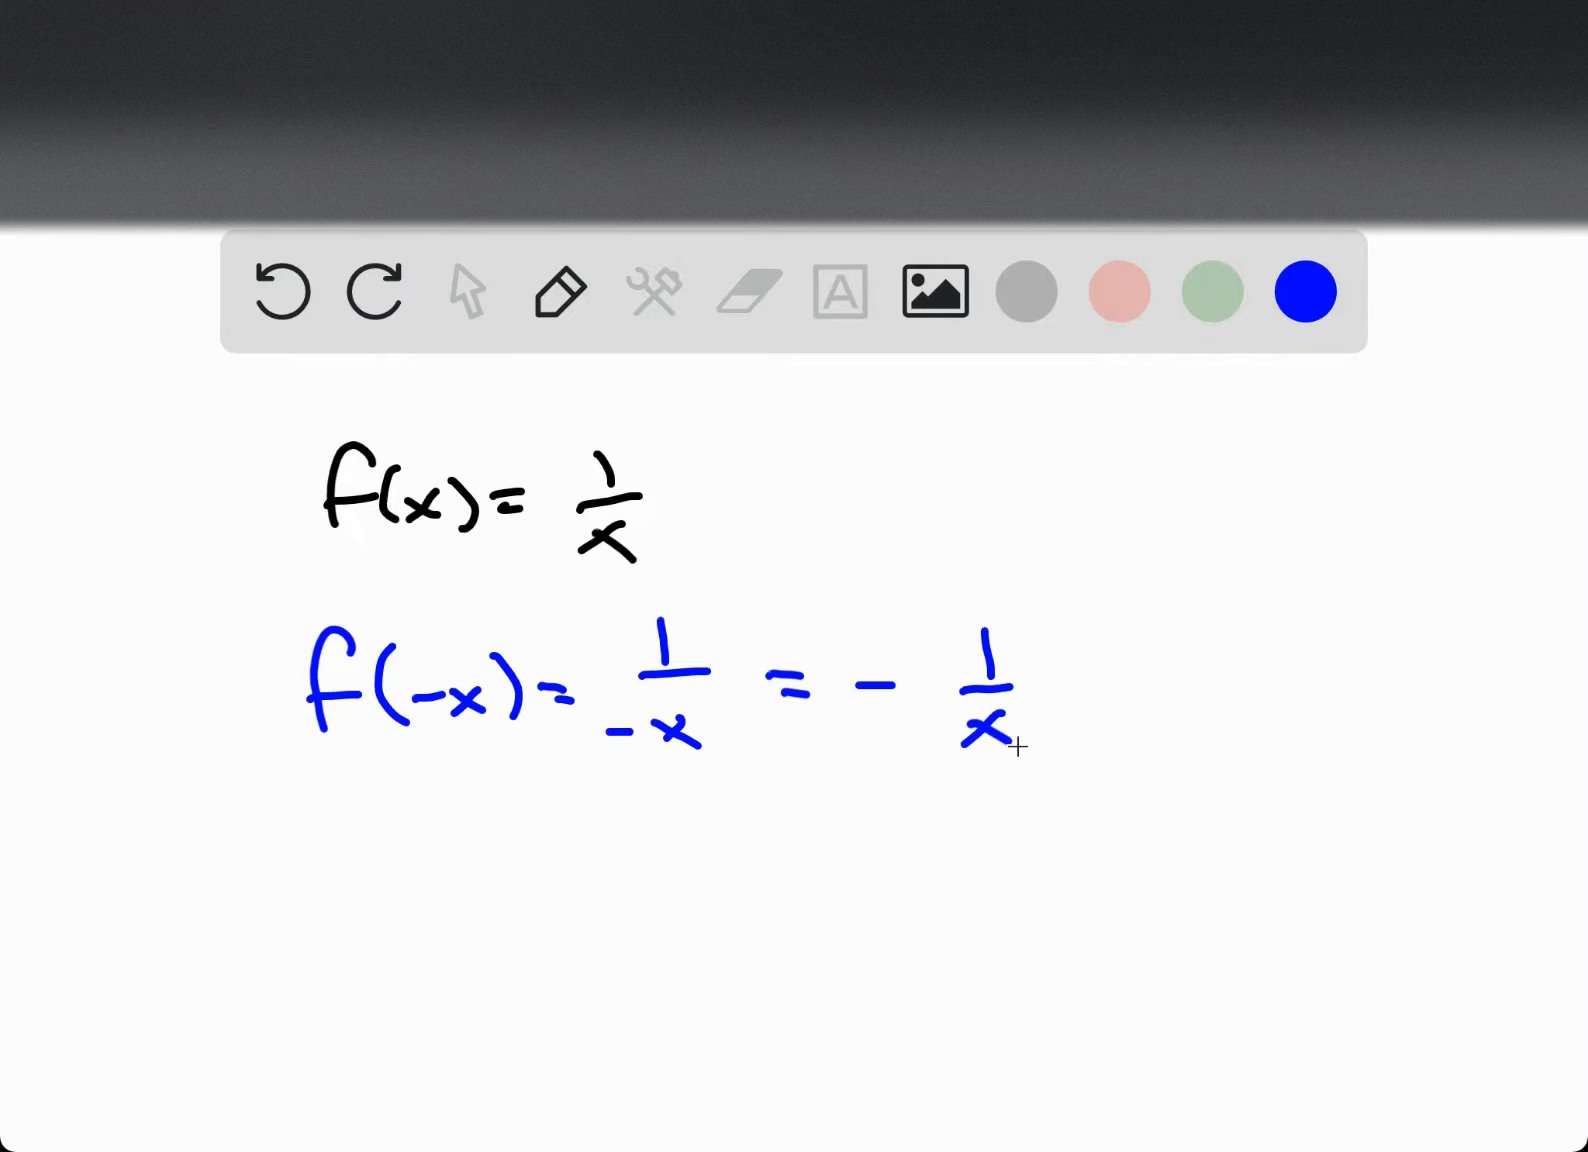 A
f(x) = 1/x
f(-x) = 1/-x = - 1/x